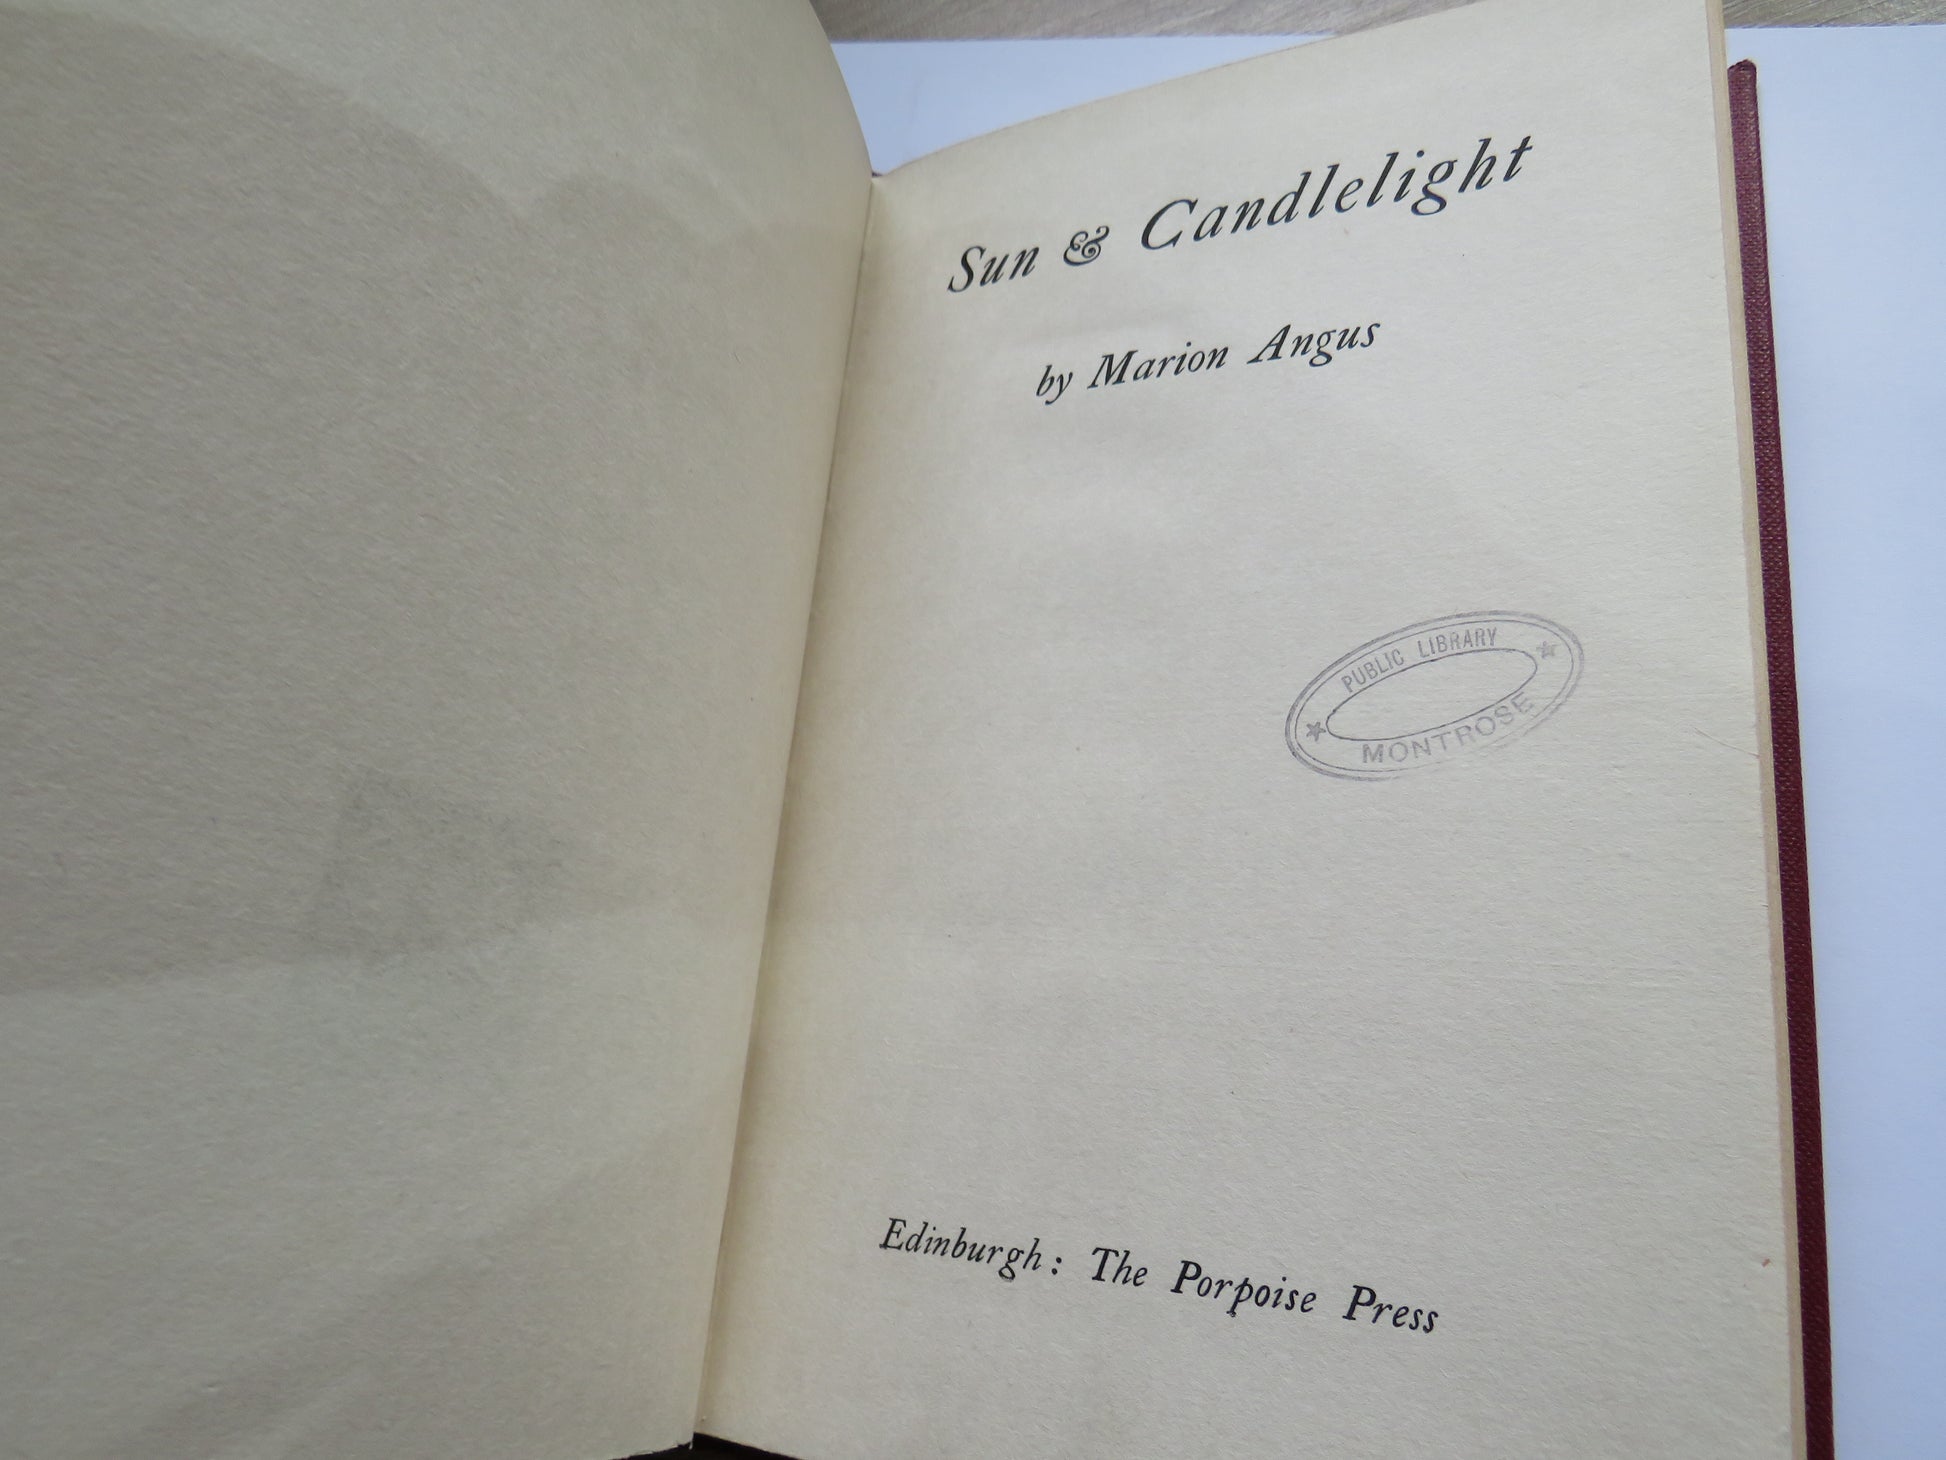 Sun & Candlelight
by Marion Angus
PUBLIC LIBRARY
MONTROSE
Edinburgh: The Porpoise Press